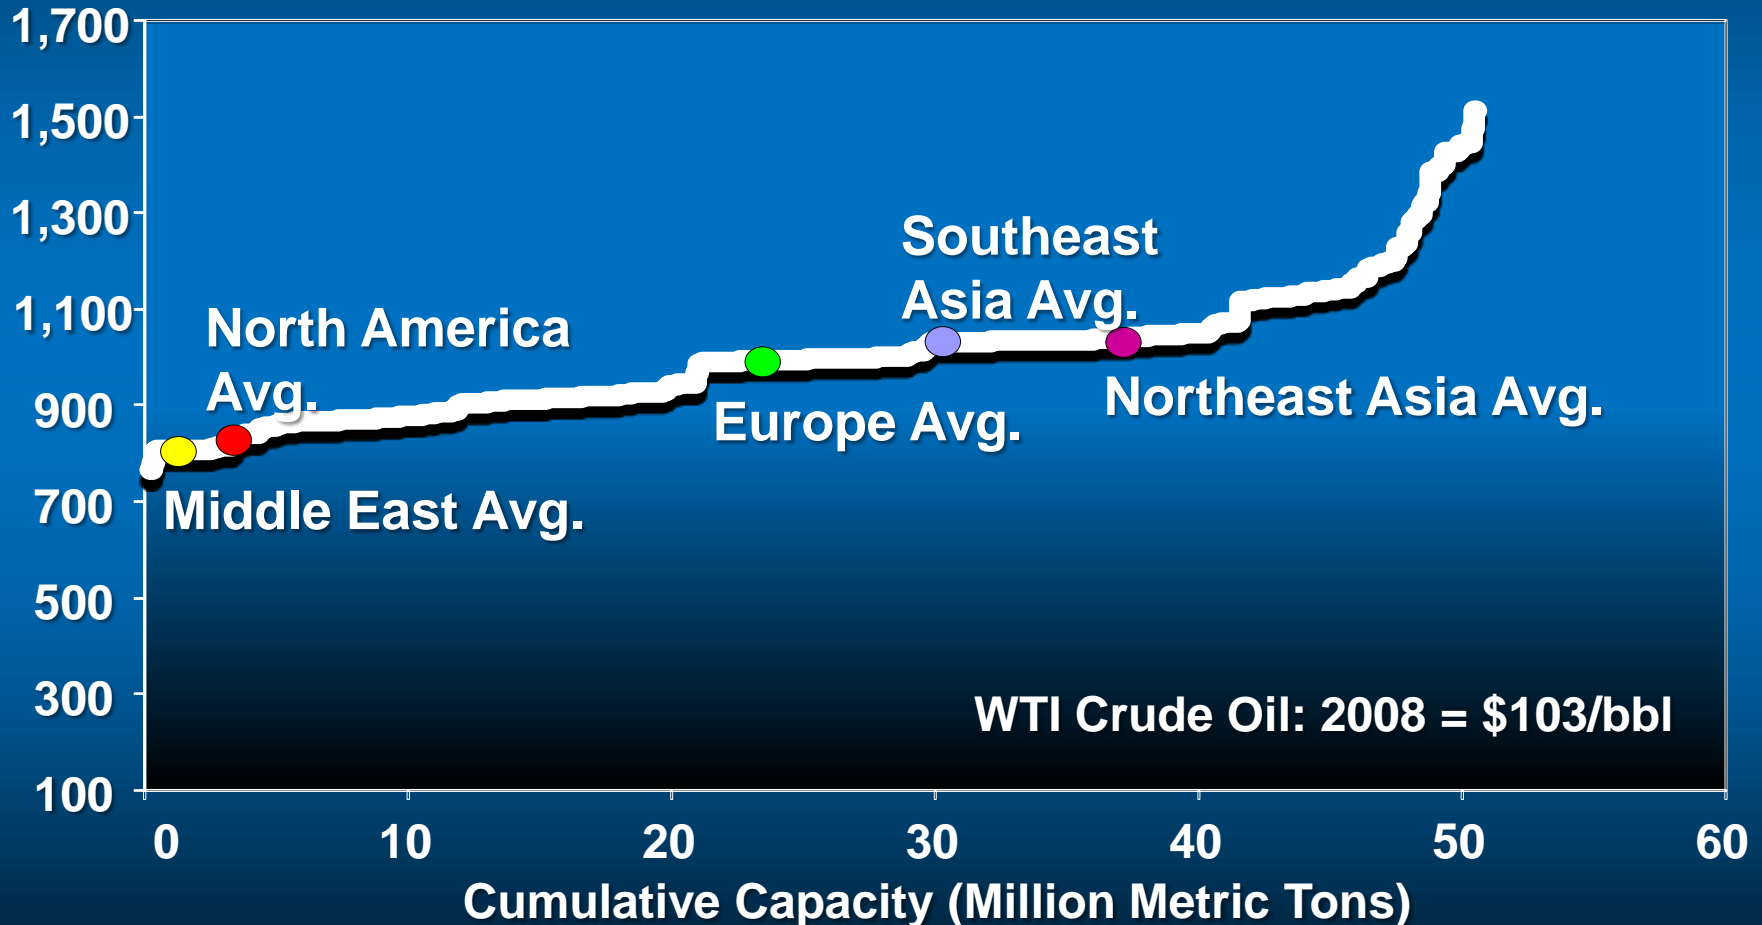 1,700
1,500
1,300
1,100
900
700
500
300
100
North America
Avg.
Middle East Avg.
Europe Avg.
Southeast
Asia Avg.
Northeast Asia Avg.
WTI Crude Oil: 2008 = $103/bbl
0 10 20 30 40 50 60
Cumulative Capacity (Million Metric Tons)